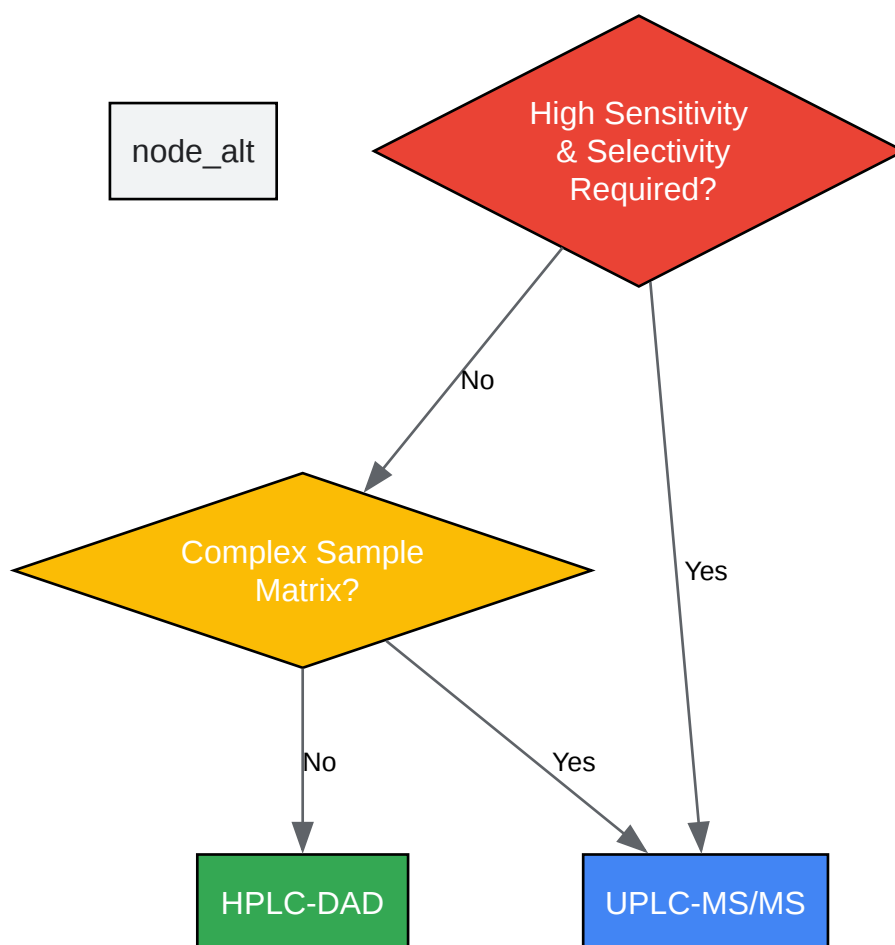 node_alt
High Sensitivity
& Selectivity
Required?
No
Complex Sample
Matrix?
Yes
No
Yes
HPLC-DAD
UPLC-MS/MS